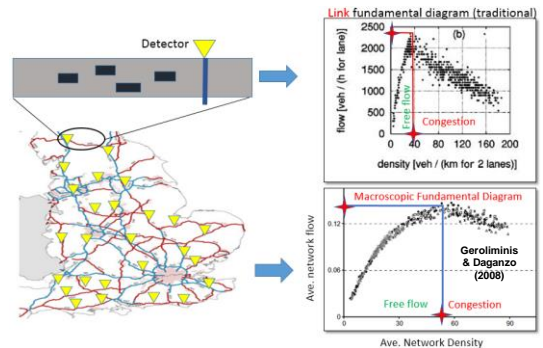 Link fundamental diagram (traditional)
Detector
(b)
flow [veh / (h for lane)]
2500
2000
1500
1000
500
0
Free flow
Congestion
0 40 80 120 160 200
density [veh / (km for 2 lanes)]
Macroscopic Fundamental Diagram
Ave. network flow
0.12
0.06
Geroliminis
& Daganzo
(2008)
Free flow
Congestion
0 30 60 90
Ave. Network Density